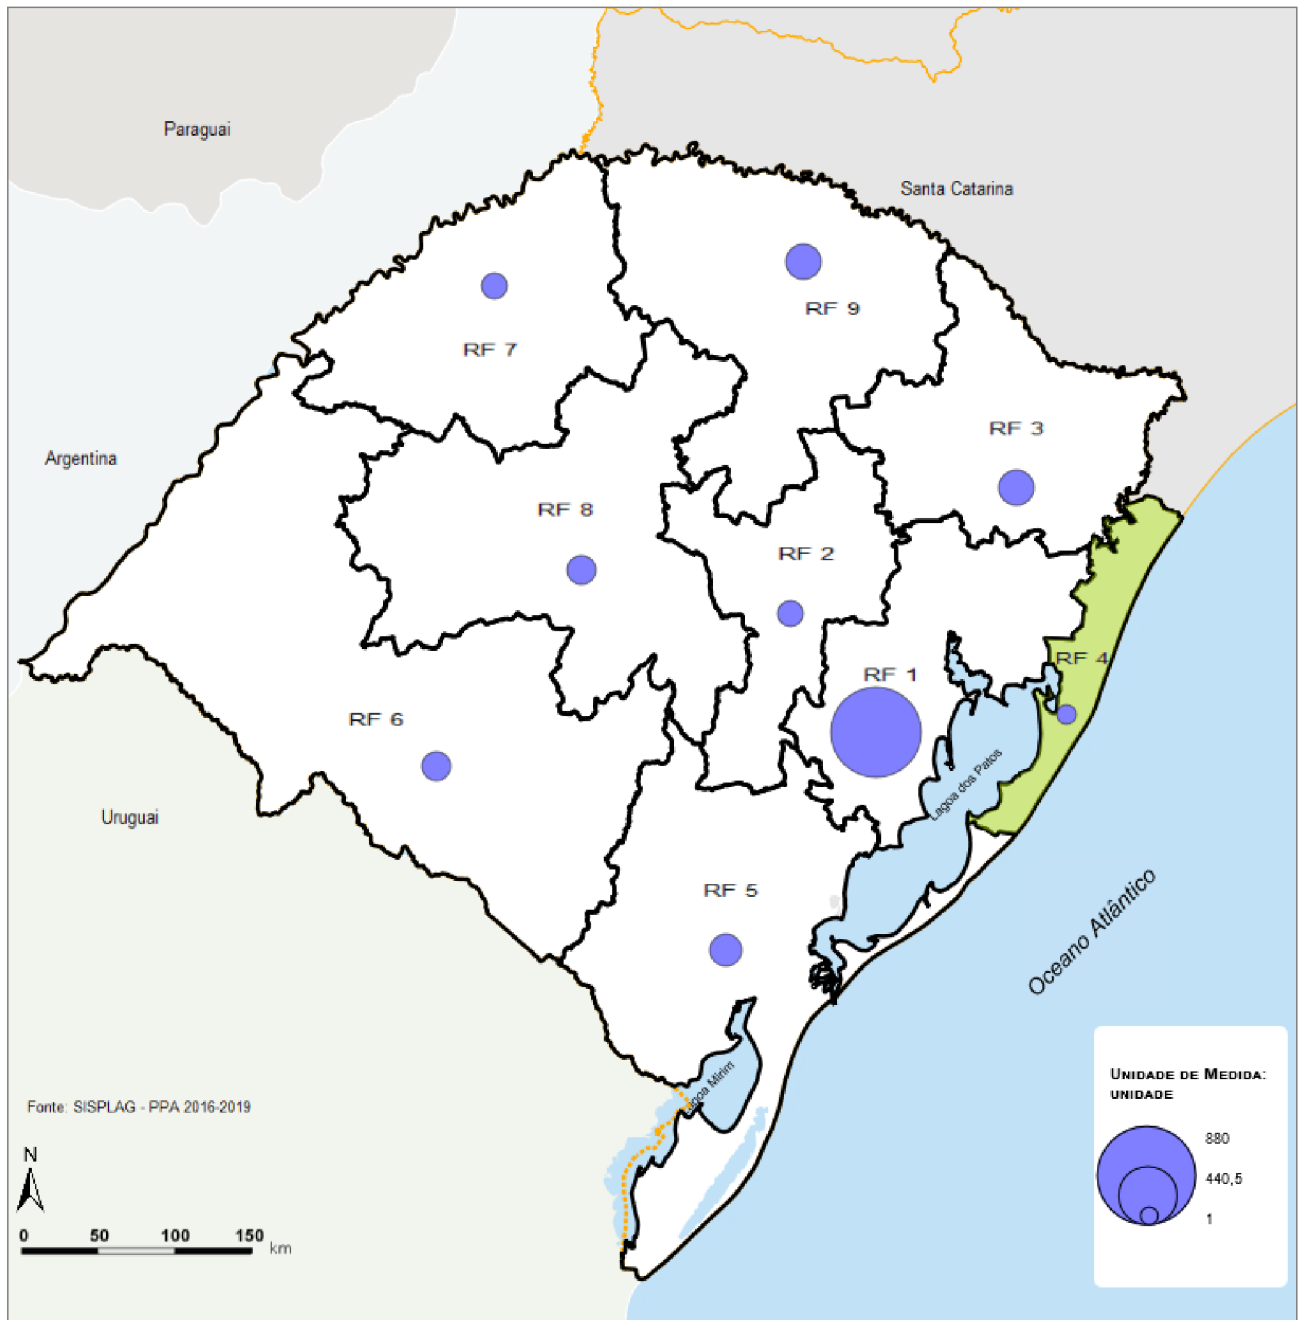 Paraguai
Santa Catarina
RF 9
RF 7
RF 3
Argentina
RF 8
RF 2
RF 4
RF 1
RF 6
Lagoa dos Patos
Uruguai
RF 5
Oceano Atlântico
Lagoa Mirim
Fonte: SISPLAG - PPA 2016-2019
N
0 50 100 150
km
UNIDADE DE MEDIDA:
UNIDADE
880
440,5
1